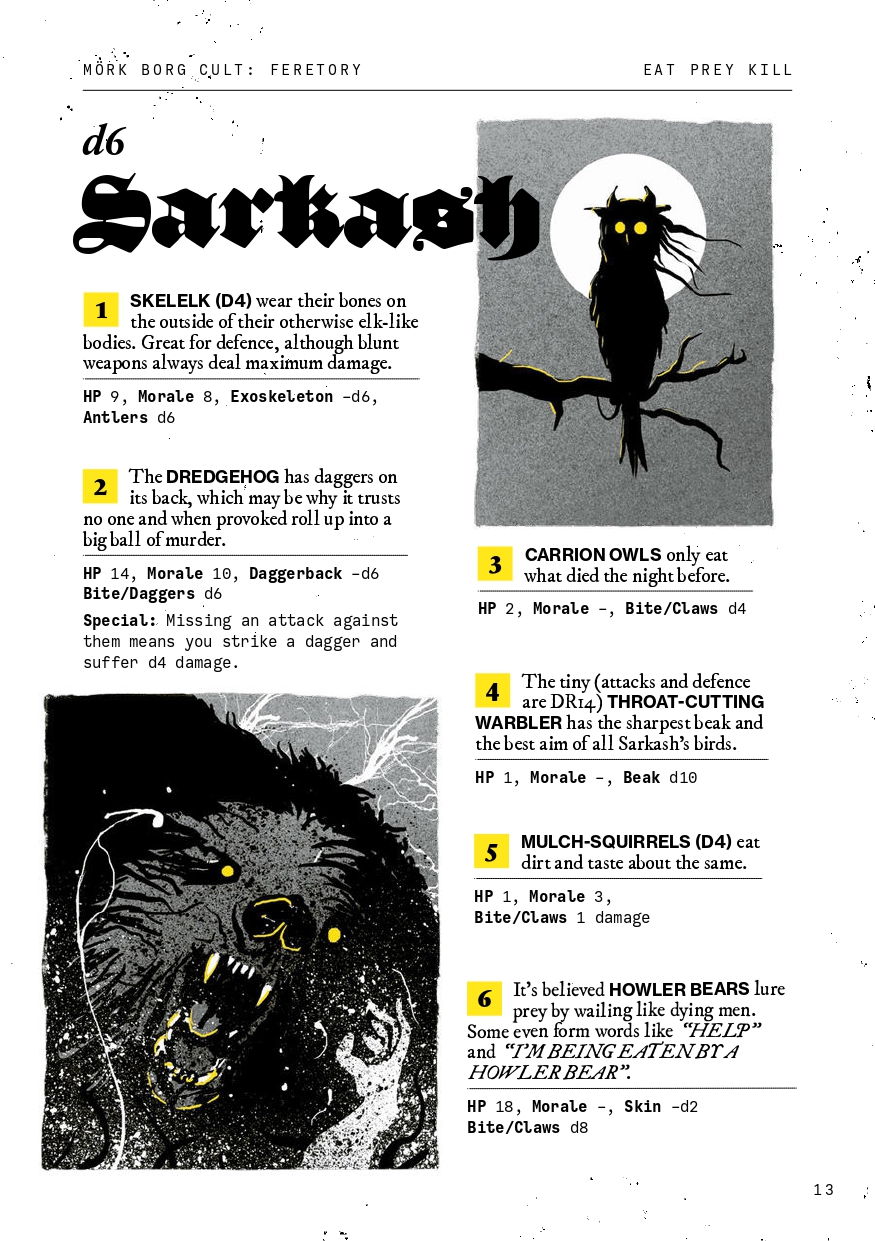 MÖRK BORG CULT: FERETORY
EAT PREY KILL
d6
Sarkash
1
SKELELK (D4) wear their bones on
the outside of their otherwise elk-like
bodies. Great for defence, although blunt
weapons always deal maximum damage.
HP 9, Morale 8, Exoskeleton –d6,
Antlers d6
2
The DREDGEHOG has daggers on
its back, which may be why it trusts
no one and when provoked roll up into a
big ball of murder.
HP 14, Morale 10, Daggerback –d6
Bite/Daggers d6
Special: Missing an attack against
them means you strike a dagger and
suffer d4 damage.
3
CARRION OWLS only eat
what died the night before.
HP 2, Morale –, Bite/Claws d4
4
The tiny (attacks and defence
are DR14) THROAT-CUTTING
WARBLER has the sharpest beak and
the best aim of all Sarkash's birds.
HP 1, Morale –, Beak d10
5
MULCH-SQUIRRELS (D4) eat
dirt and taste about the same.
HP 1, Morale 3,
Bite/Claws 1 damage
6
It's believed HOWLER BEARS lure
prey by wailing like dying men.
Some even form words like "HELP"
and "I'M BEING EATEN BY A
HOWLER BEAR".
HP 18, Morale –, Skin –d2
Bite/Claws d8
13